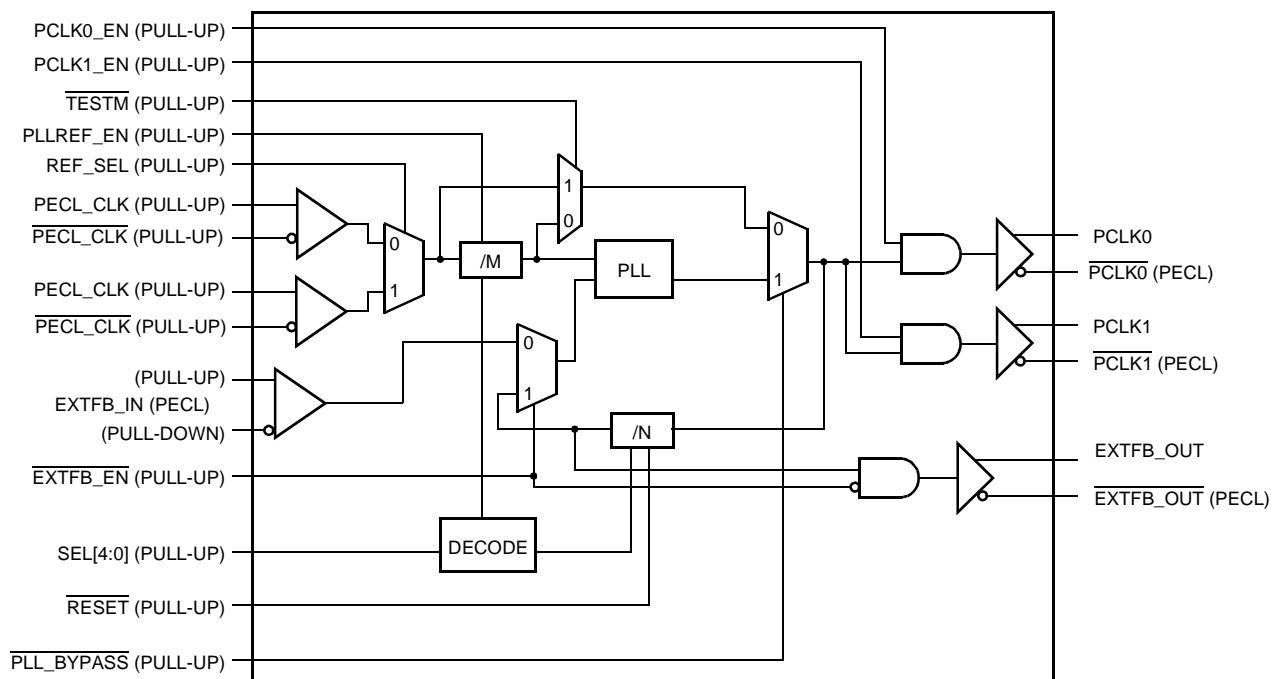 PCLK0_EN (PULL-UP)
PCLK1_EN (PULL-UP)
TESTM (PULL-UP)
PLLREF_EN (PULL-UP)
REF_SEL (PULL-UP)
PECL_CLK (PULL-UP)
PECL_CLK (PULL-UP)
PECL_CLK (PULL-UP)
PECL_CLK (PULL-UP)
(PULL-UP)
EXTFB_IN (PECL)
(PULL-DOWN)
EXTFB_EN (PULL-UP)
SEL[4:0] (PULL-UP)
RESET (PULL-UP)
PLL_BYPASS (PULL-UP)
0
1
/M
1
0
PLL
0
1
0
1
/N
DECODE
PCLK0
PCLK0 (PECL)
PCLK1
PCLK1 (PECL)
EXTFB_OUT
EXTFB_OUT (PECL)